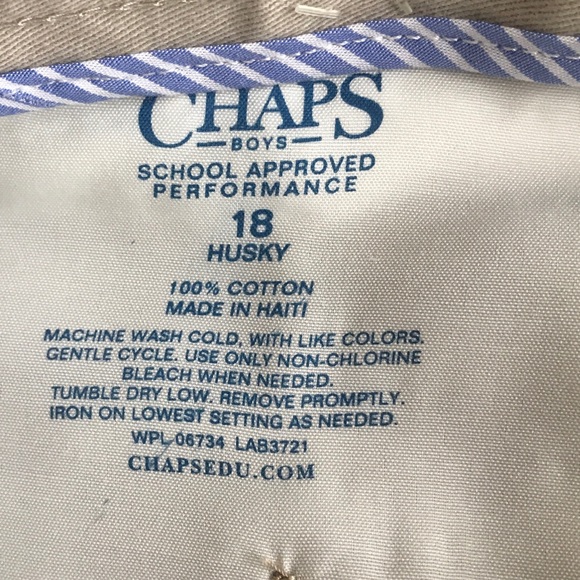 CHAPS
BOYS
SCHOOL APPROVED
PERFORMANCE
18
HUSKY
100% COTTON
MADE IN HAITI
MACHINE WASH COLD, WITH LIKE COLORS.
GENTLE CYCLE. USE ONLY NON-CHLORINE
BLEACH WHEN NEEDED.
TUMBLE DRY LOW. REMOVE PROMPTLY.
IRON ON LOWEST SETTING AS NEEDED.
WPL 06734 LAB3721
CHAPSEDU.COM